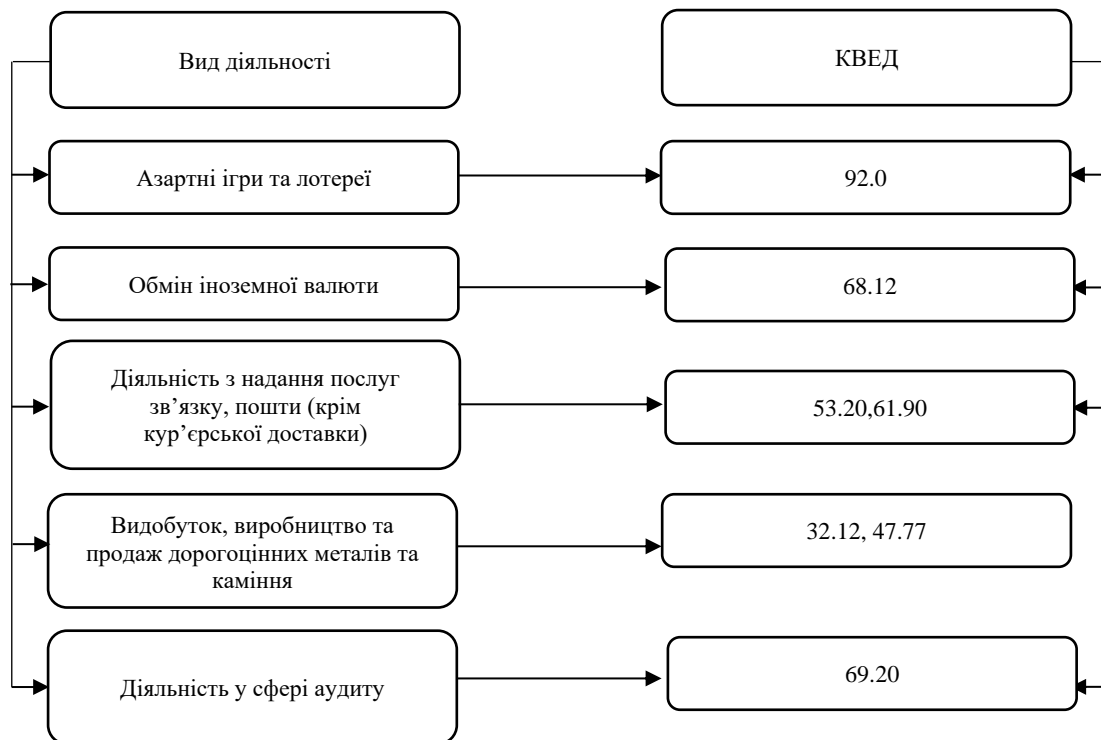 Вид діяльності
КВЕД
Азартні ігри та лотереї
92.0
Обмін іноземної валюти
68.12
Діяльність з надання послуг
зв’язку, пошти (крім
кур’єрської доставки)
53.20,61.90
Видобуток, виробництво та
продаж дорогоцінних металів та
каміння
32.12, 47.77
Діяльність у сфері аудиту
69.20